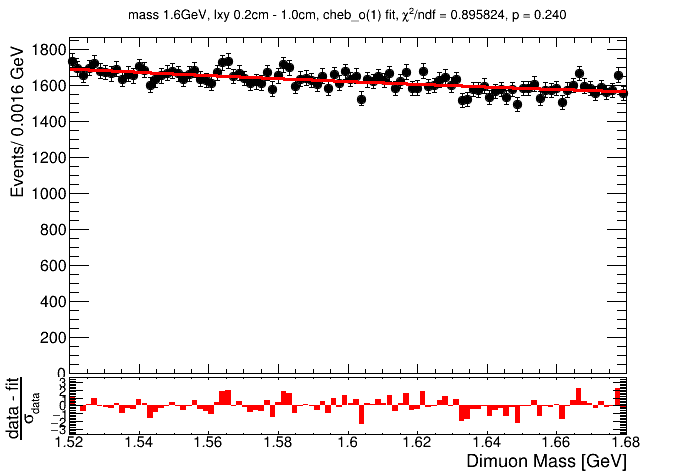 mass 1.6GeV, lxy 0.2cm - 1.0cm, cheb_o(1) fit, χ²/ndf = 0.895824, p = 0.240
Events/ 0.0016 GeV
1800
1600
1400
1200
1000
800
600
400
200
0
data - fit
σdata
3
2
1
0
−1
−2
−3
1.52 1.54 1.56 1.58 1.6 1.62 1.64 1.66 1.68
Dimuon Mass [GeV]